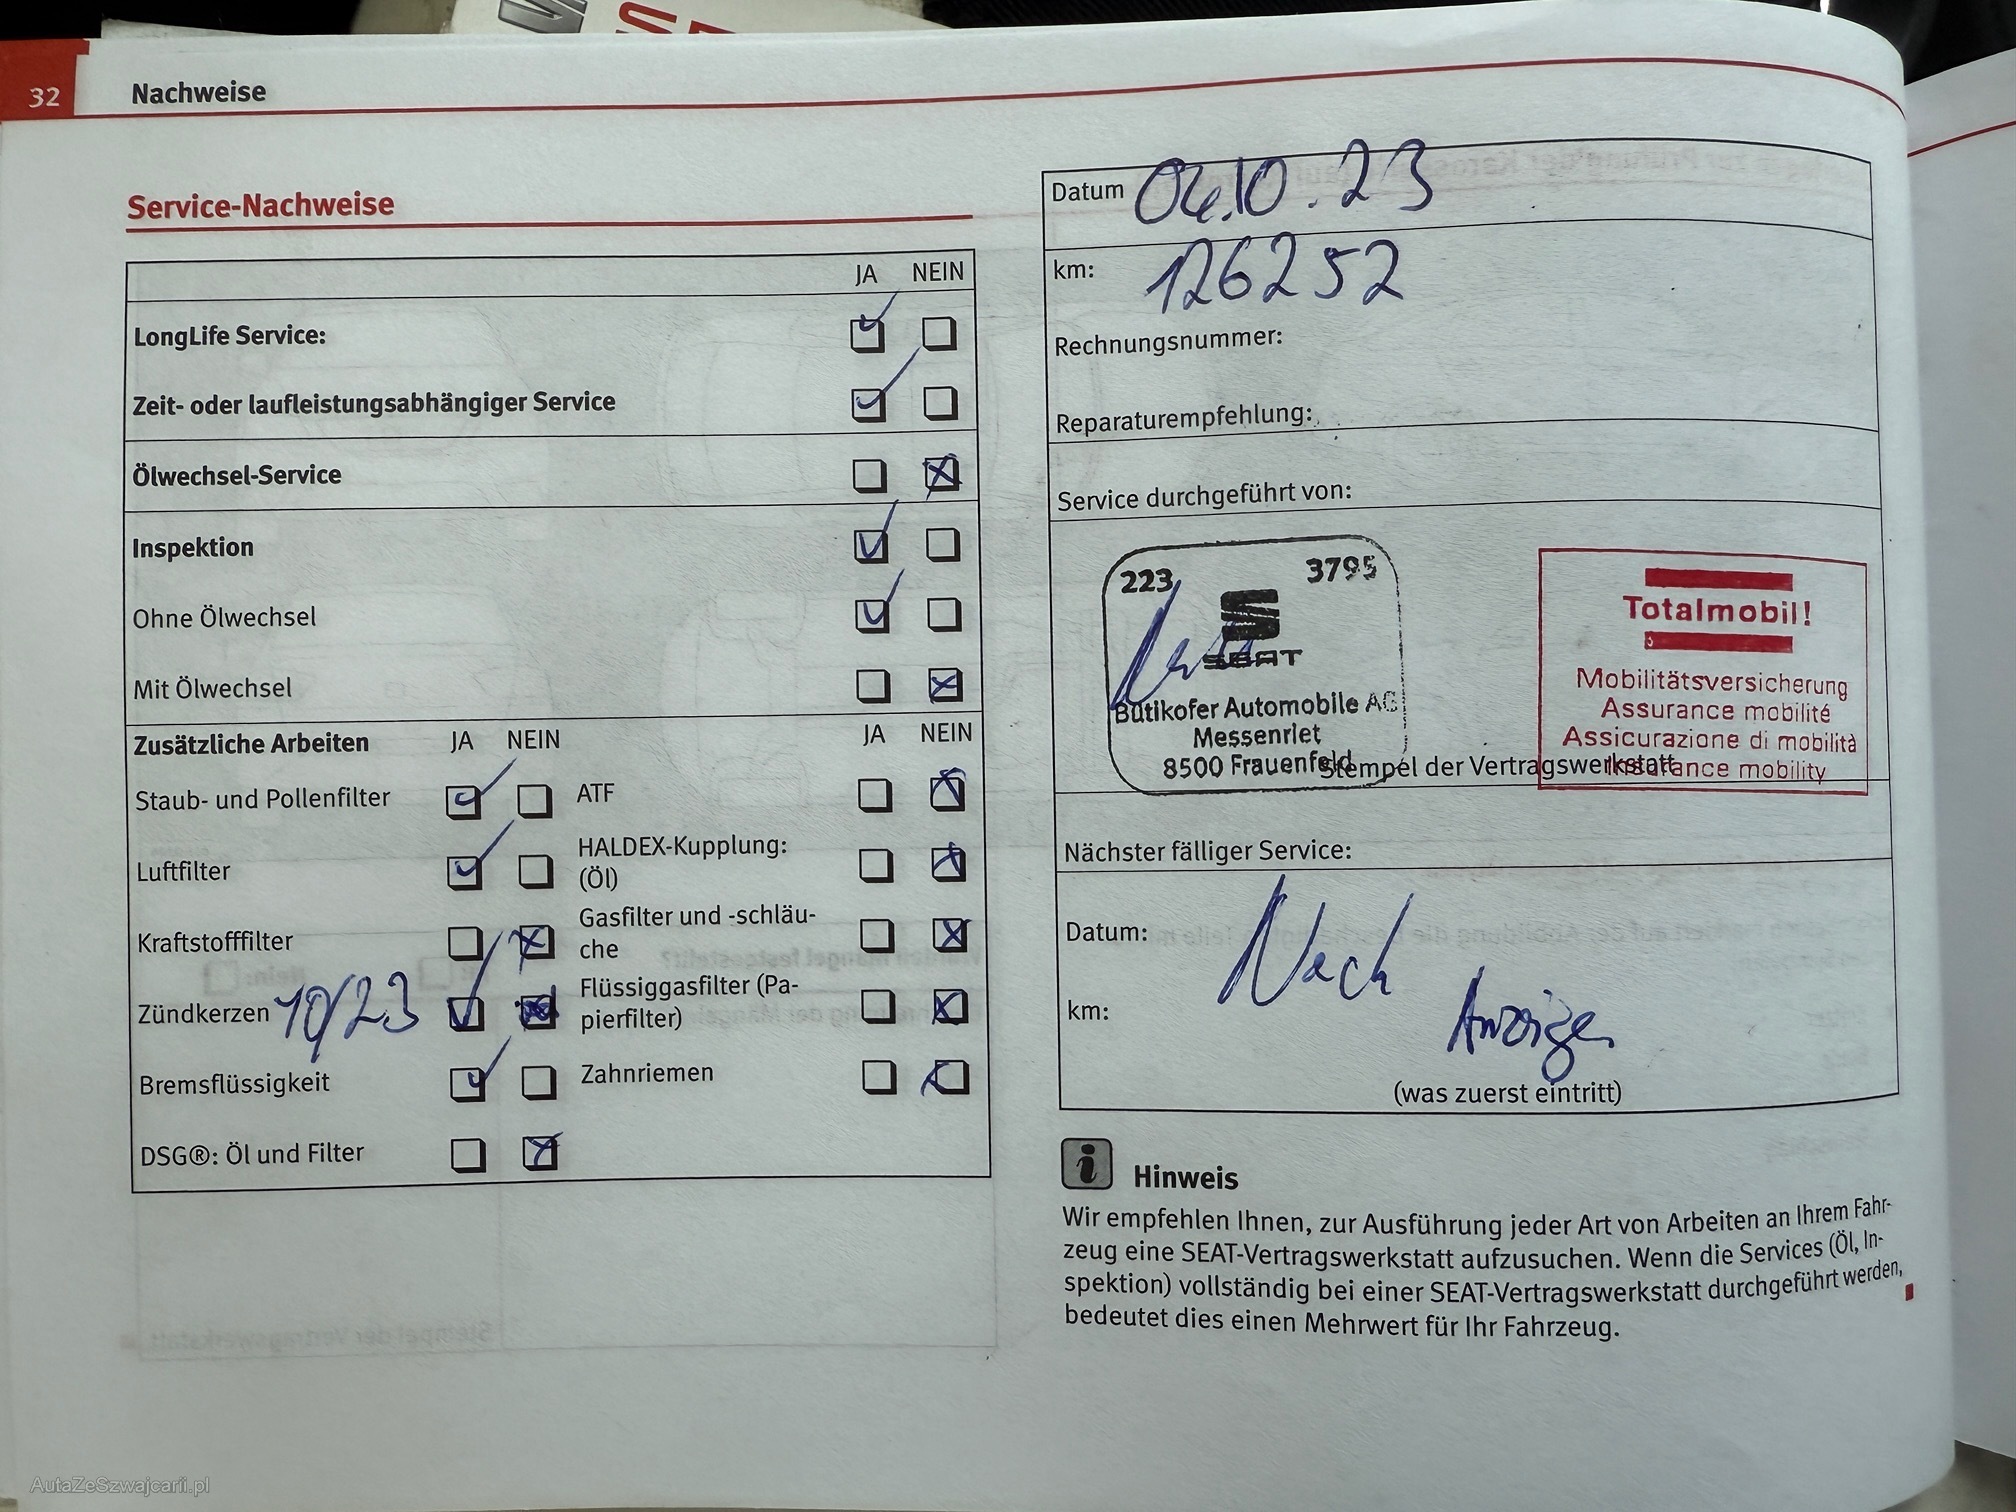 32
Nachweise
Service-Nachweise
JA NEIN
LongLife Service:
Zeit- oder laufleistungsabhängiger Service
Ölwechsel-Service
Inspektion
Ohne Ölwechsel
Mit Ölwechsel
Zusätzliche Arbeiten JA NEIN JA NEIN
Staub- und Pollenfilter
Luftfilter
Kraftstofffilter
Zündkerzen 10/23
Bremsflüssigkeit
DSG®: Öl und Filter
ATF
HALDEX-Kupplung:
(Öl)
Gasfilter und -schläu-
che
Flüssiggasfilter (Pa-
pierfilter)
Zahnriemen
Datum 04.10.23
km: 126252
Rechnungsnummer:
Reparaturempfehlung:
Service durchgeführt von:
223 3795
SEAT
Bütikofer Automobile AG
Messenriet
8500 Frauenfeld
Totalmobil!
Mobilitätsversicherung
Assurance mobilité
Assicurazione di mobilità
Insurance mobility
Stempel der Vertragswerkstatt
Nächster fälliger Service:
Datum: Nach
km: Anzeige
(was zuerst eintritt)
Hinweis
Wir empfehlen Ihnen, zur Ausführung jeder Art von Arbeiten an Ihrem Fahr-
zeug eine SEAT-Vertragswerkstatt aufzusuchen. Wenn die Services (Öl, In-
spektion) vollständig bei einer SEAT-Vertragswerkstatt durchgeführt werden,
bedeutet dies einen Mehrwert für Ihr Fahrzeug.
AutaZeSzwajcarii.pl